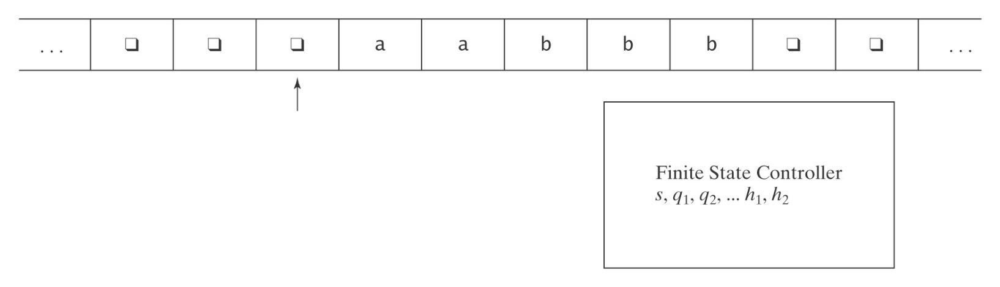 ... ❑ ❑ ❑ a a b b b ❑ ❑ ...
Finite State Controller
s, q₁, q₂, ... h₁, h₂